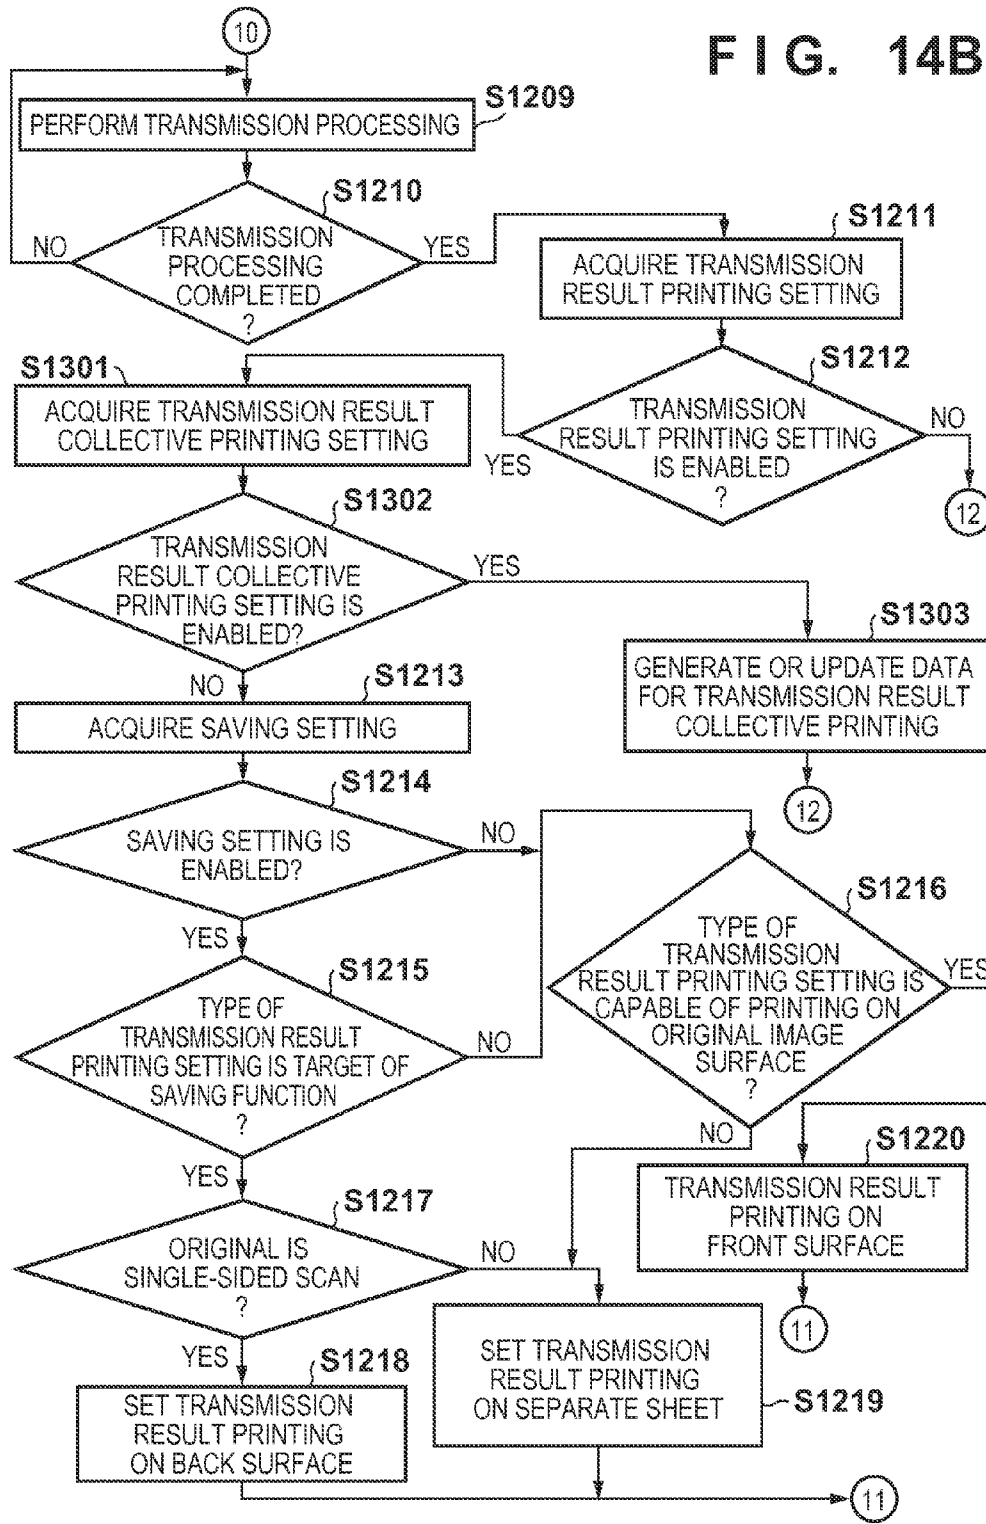 10
FIG. 14B
S1209
PERFORM TRANSMISSION PROCESSING
S1210
TRANSMISSION
PROCESSING
COMPLETED
?
NO
YES
S1211
ACQUIRE TRANSMISSION
RESULT PRINTING SETTING
S1212
TRANSMISSION
RESULT PRINTING SETTING
IS ENABLED
?
NO
YES
12
S1301
ACQUIRE TRANSMISSION RESULT
COLLECTIVE PRINTING SETTING
S1302
TRANSMISSION
RESULT COLLECTIVE
PRINTING SETTING IS
ENABLED?
YES
NO
S1303
GENERATE OR UPDATE DATA
FOR TRANSMISSION RESULT
COLLECTIVE PRINTING
12
S1213
ACQUIRE SAVING SETTING
S1214
SAVING SETTING IS
ENABLED?
NO
YES
S1215
TYPE OF
TRANSMISSION RESULT
PRINTING SETTING IS TARGET OF
SAVING FUNCTION
?
NO
YES
S1216
TYPE OF
TRANSMISSION
RESULT PRINTING SETTING IS
CAPABLE OF PRINTING ON
ORIGINAL IMAGE
SURFACE
?
YES
NO
S1220
TRANSMISSION RESULT
PRINTING ON
FRONT SURFACE
11
S1217
ORIGINAL IS
SINGLE-SIDED SCAN
?
NO
YES
S1218
SET TRANSMISSION
RESULT PRINTING
ON BACK SURFACE
SET TRANSMISSION
RESULT PRINTING
ON SEPARATE SHEET
S1219
11